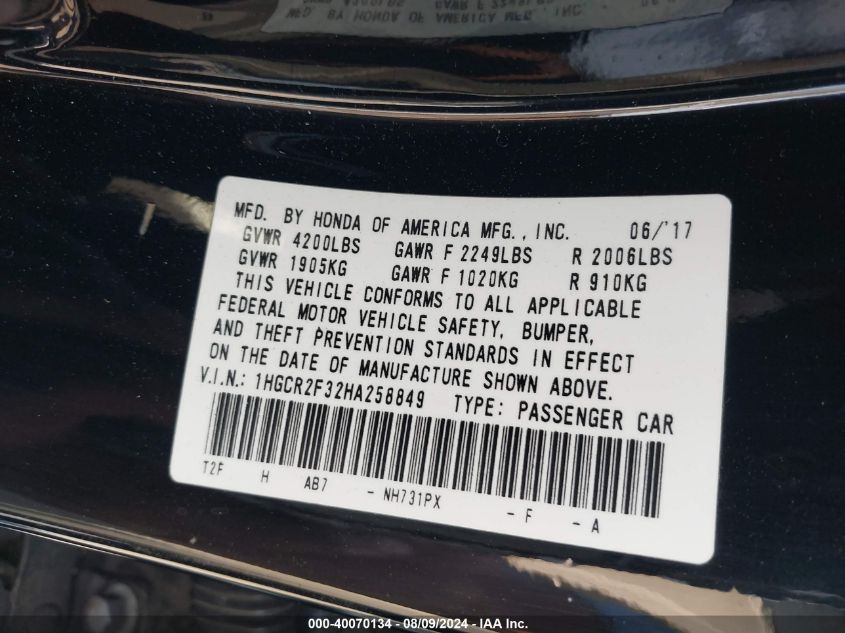 MFD. BY HONDA OF AMERICA MFG., INC. 06/'17
GVWR 4200LBS GAWR F 2249LBS R 2006LBS
GVWR 1905KG GAWR F 1020KG R 910KG
THIS VEHICLE CONFORMS TO ALL APPLICABLE
FEDERAL MOTOR VEHICLE SAFETY, BUMPER,
AND THEFT PREVENTION STANDARDS IN EFFECT
ON THE DATE OF MANUFACTURE SHOWN ABOVE.
V.I.N.: 1HGCR2F32HA258849 TYPE: PASSENGER CAR
T2F H AB7 - NH731PX - F - A
000-40070134 - 08/09/2024 - IAA Inc.